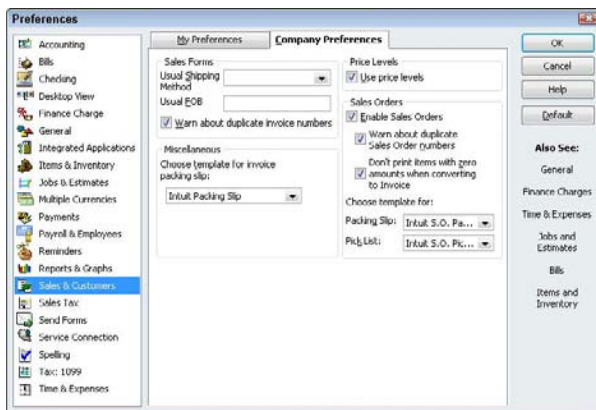 Preferences
Accounting
Bills
Checking
Desktop View
Finance Charge
General
Integrated Applications
Items & Inventory
Jobs & Estimates
Multiple Currencies
Payments
Payroll & Employees
Reminders
Reports & Graphs
Sales & Customers
Sales Tax
Send Forms
Service Connection
Spelling
Tax: 1099
Time & Expenses
My Preferences
Company Preferences
Sales Forms
Usual Shipping
Method
Usual FOB
Warn about duplicate invoice numbers
Miscellaneous
Choose template for invoice
packing slip:
Intuit Packing Slip
Price Levels
Use price levels
Sales Orders
Enable Sales Orders
Warn about duplicate
Sales Order numbers
Don't print items with zero
amounts when converting
to Invoice
Choose template for:
Packing Slip: Intuit S.O. Pa...
Pick List: Intuit S.O. Pic...
OK
Cancel
Help
Default
Also See:
General
Finance Charges
Time & Expenses
Jobs and
Estimates
Bills
Items and
Inventory